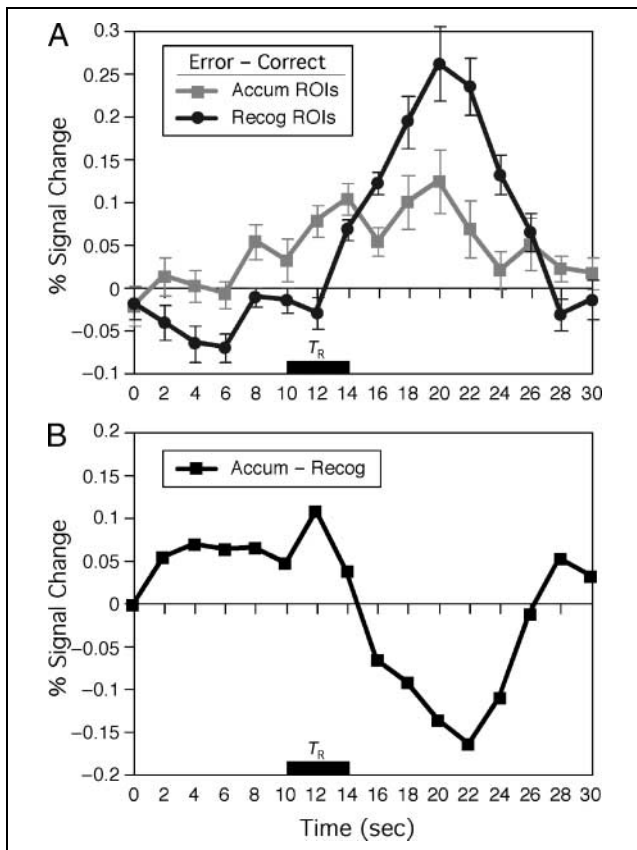 A
0.3
0.25
0.2
0.15
0.1
0.05
0
−0.05
−0.1
% Signal Change
Error – Correct
Accum ROIs
Recog ROIs
TR
0 2 4 6 8 10 12 14 16 18 20 22 24 26 28 30
B
0.2
0.15
0.1
0.05
0
−0.05
−0.1
−0.15
−0.2
% Signal Change
Accum – Recog
TR
0 2 4 6 8 10 12 14 16 18 20 22 24 26 28 30
Time (sec)